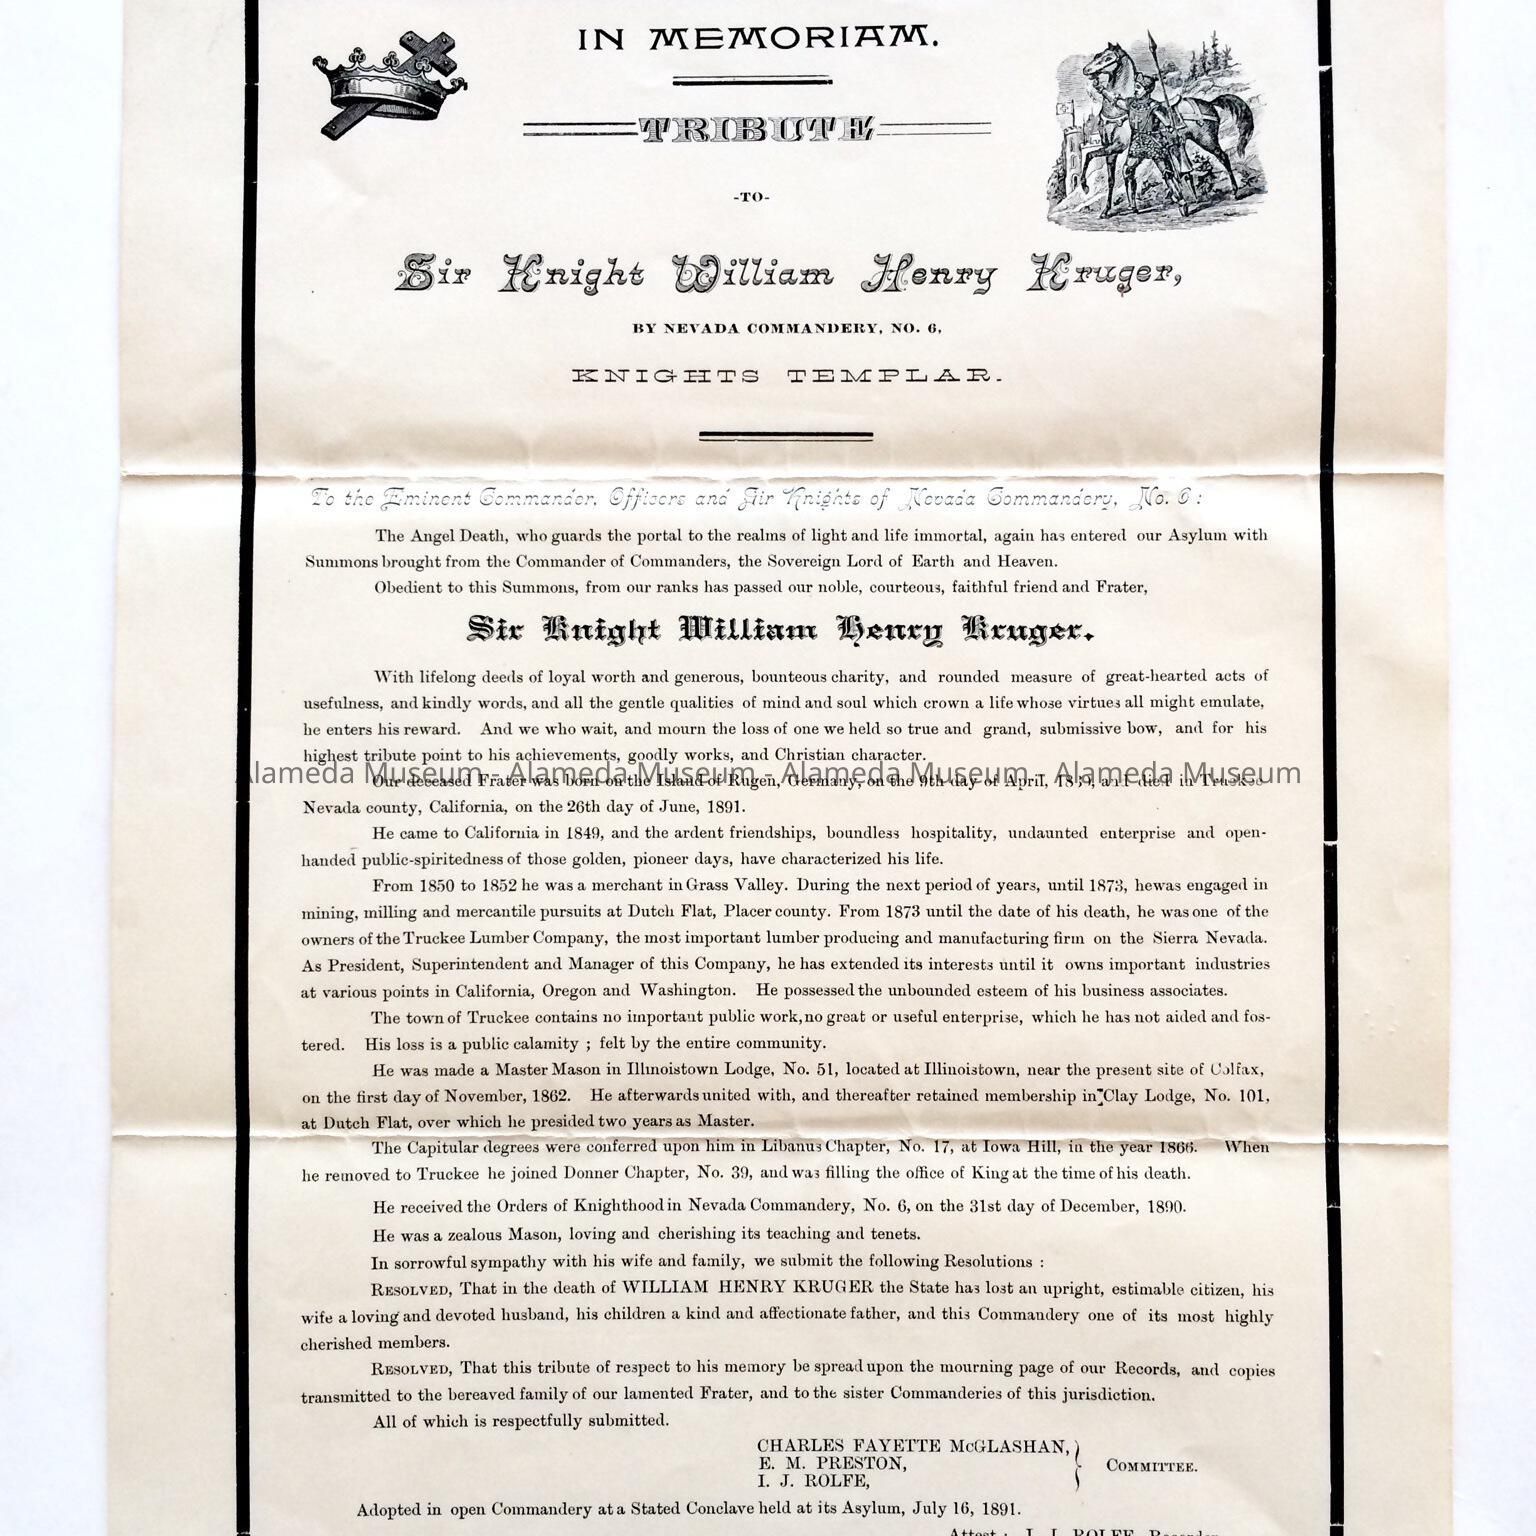 IN MEMORIAM.
TRIBUTE
-TO-
Sir Knight William Henry Kruger,
BY NEVADA COMMANDERY, NO. 6,
KNIGHTS TEMPLAR.
To the Eminent Commander, Officers and Sir Knights of Nevada Commandery, No. 6 :
The Angel Death, who guards the portal to the realms of light and life immortal, again has entered our Asylum with
Summons brought from the Commander of Commanders, the Sovereign Lord of Earth and Heaven.
Obedient to this Summons, from our ranks has passed our noble, courteous, faithful friend and Frater,
Sir Knight William Henry Kruger.
With lifelong deeds of loyal worth and generous, bounteous charity, and rounded measure of great-hearted acts of
usefulness, and kindly words, and all the gentle qualities of mind and soul which crown a life whose virtues all might emulate,
he enters his reward. And we who wait, and mourn the loss of one we held so true and grand, submissive bow, and for his
highest tribute point to his achievements, goodly works, and Christian character.
Alameda Museum - Alameda Museum - Alameda Museum - Alameda Museum
Our deceased Frater was born on the Island of Rugen, Germany, on the 9th day of April, and died in Truckee
Nevada county, California, on the 26th day of June, 1891.
He came to California in 1849, and the ardent friendships, boundless hospitality, undaunted enterprise and open-
handed public-spiritedness of those golden, pioneer days, have characterized his life.
From 1850 to 1852 he was a merchant in Grass Valley. During the next period of years, until 1873, he was engaged in
mining, milling and mercantile pursuits at Dutch Flat, Placer county. From 1873 until the date of his death, he was one of the
owners of the Truckee Lumber Company, the most important lumber producing and manufacturing firm on the Sierra Nevada.
As President, Superintendent and Manager of this Company, he has extended its interests until it owns important industries
at various points in California, Oregon and Washington. He possessed the unbounded esteem of his business associates.
The town of Truckee contains no important public work, no great or useful enterprise, which he has not aided and fos-
tered. His loss is a public calamity ; felt by the entire community.
He was made a Master Mason in Illinoistown Lodge, No. 51, located at Illinoistown, near the present site of Colfax,
on the first day of November, 1862. He afterwards united with, and thereafter retained membership in Clay Lodge, No. 101,
at Dutch Flat, over which he presided two years as Master.
The Capitular degrees were conferred upon him in Libanus Chapter, No. 17, at Iowa Hill, in the year 1866. When
he removed to Truckee he joined Donner Chapter, No. 39, and was filling the office of King at the time of his death.
He received the Orders of Knighthood in Nevada Commandery, No. 6, on the 31st day of December, 1890.
He was a zealous Mason, loving and cherishing its teaching and tenets.
In sorrowful sympathy with his wife and family, we submit the following Resolutions :
RESOLVED, That in the death of WILLIAM HENRY KRUGER the State has lost an upright, estimable citizen, his
wife a loving and devoted husband, his children a kind and affectionate father, and this Commandery one of its most highly
cherished members.
RESOLVED, That this tribute of respect to his memory be spread upon the mourning page of our Records, and copies
transmitted to the bereaved family of our lamented Frater, and to the sister Commanderies of this jurisdiction.
All of which is respectfully submitted.
CHARLES FAYETTE McGLASHAN,
E. M. PRESTON,
I. J. ROLFE,
COMMITTEE.
Adopted in open Commandery at a Stated Conclave held at its Asylum, July 16, 1891.
Attest : I. J. ROLFE, Recorder